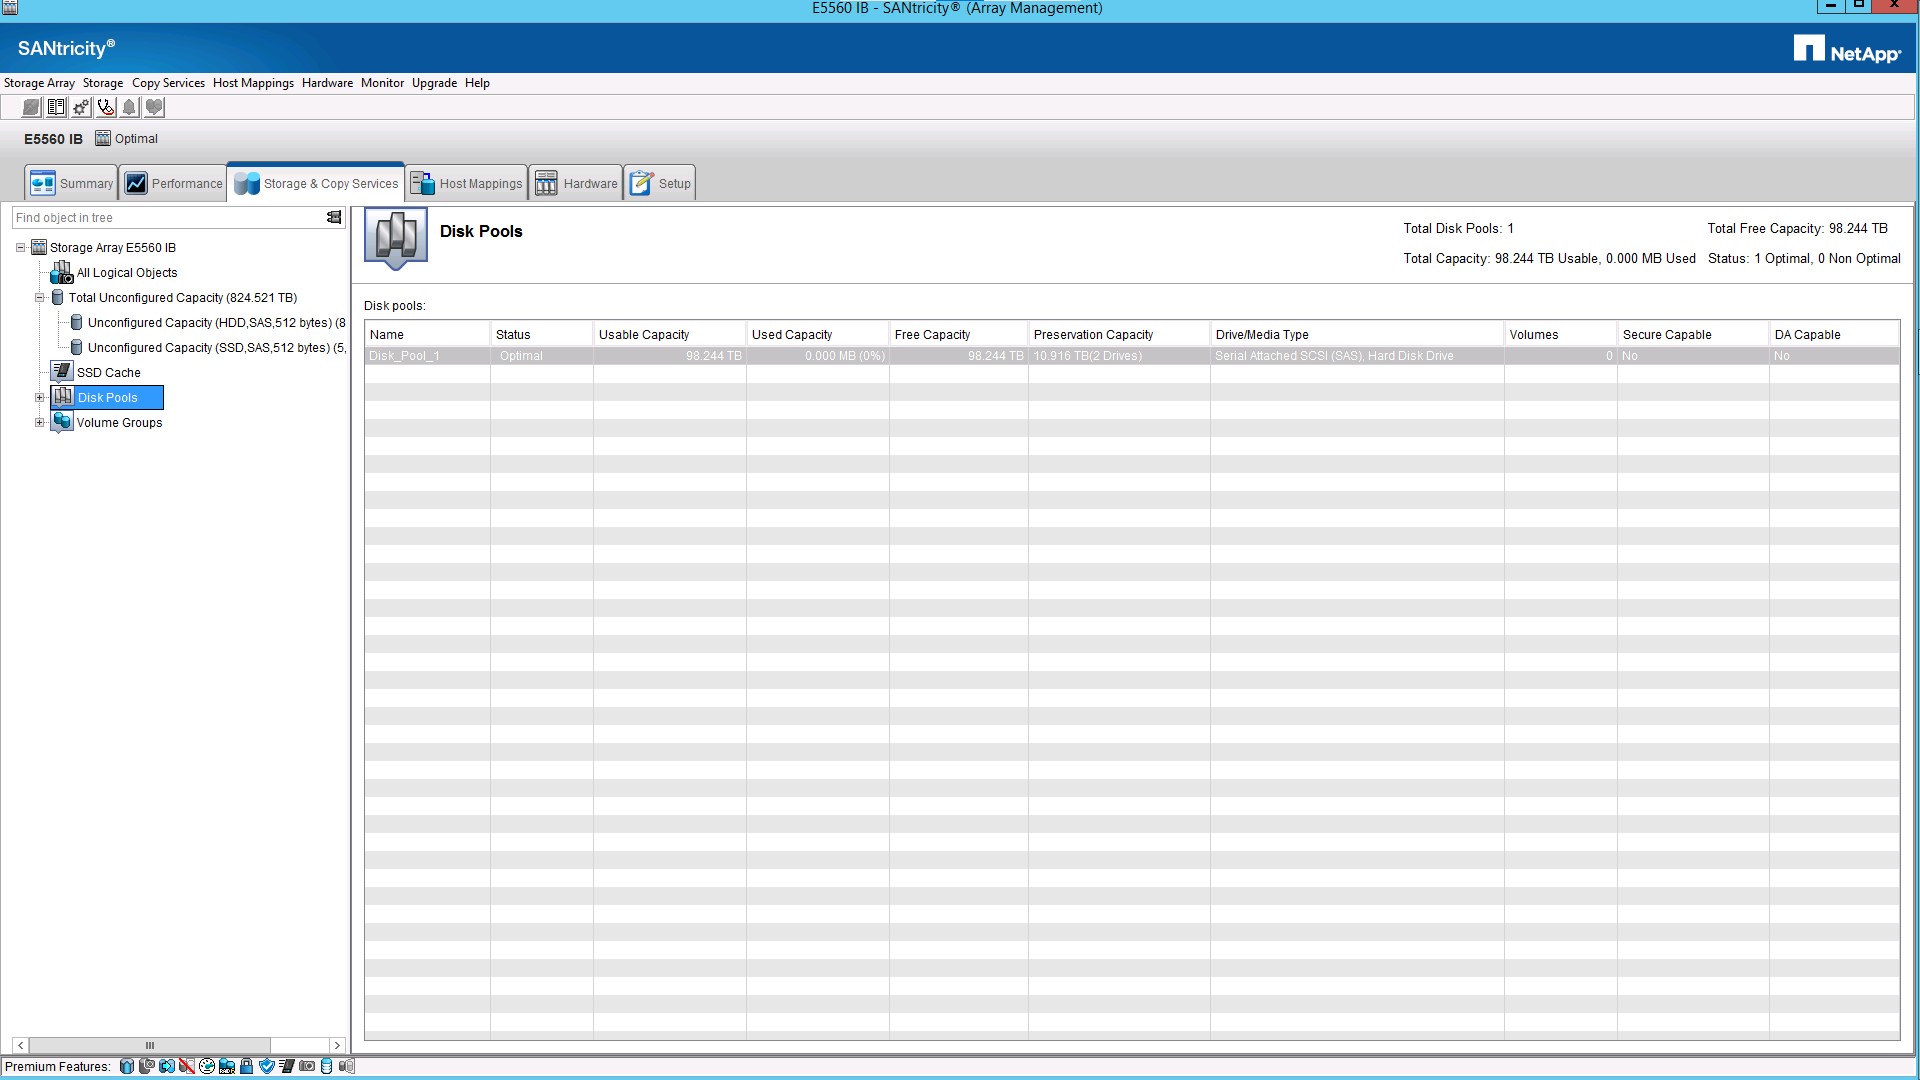 E5560 IB - SANtricity® (Array Management)
SANtricity®
NetApp
Storage Array Storage Copy Services Host Mappings Hardware Monitor Upgrade Help
E5560 IB Optimal
Summary Performance Storage & Copy Services Host Mappings Hardware Setup
Find object in tree
Storage Array E5560 IB
All Logical Objects
Total Unconfigured Capacity (824.521 TB)
Unconfigured Capacity (HDD,SAS,512 bytes) (8
Unconfigured Capacity (SSD,SAS,512 bytes) (5,
SSD Cache
Disk Pools
Volume Groups
Disk Pools
Total Disk Pools: 1 Total Free Capacity: 98.244 TB
Total Capacity: 98.244 TB Usable, 0.000 MB Used Status: 1 Optimal, 0 Non Optimal
Disk pools:
Name Status Usable Capacity Used Capacity Free Capacity Preservation Capacity Drive/Media Type Volumes Secure Capable DA Capable
Disk_Pool_1 Optimal 98.244 TB 0.000 MB (0%) 98.244 TB 10.916 TB(2 Drives) Serial Attached SCSI (SAS), Hard Disk Drive 0 No No
Premium Features: